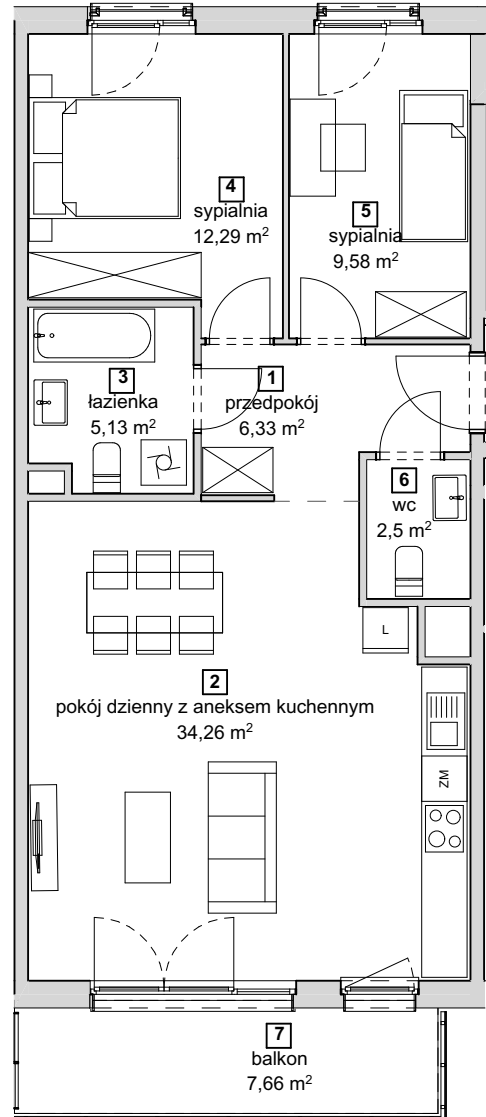 4
sypialnia
12,29 m²
5
sypialnia
9,58 m²
3
łazienka
5,13 m²
1
przedpokój
6,33 m²
6
wc
2,5 m²
L
2
pokój dzienny z aneksem kuchennym
34,26 m²
ZM
7
balkon
7,66 m²